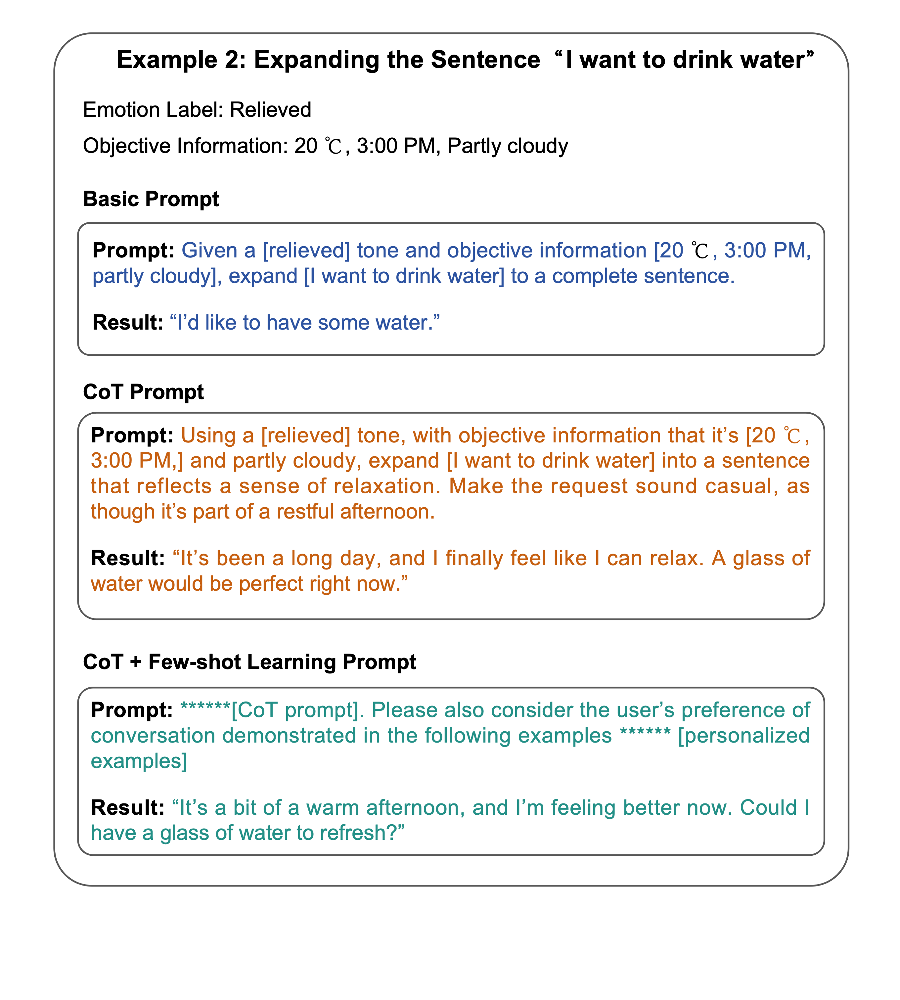 Example 2: Expanding the Sentence “I want to drink water”
Emotion Label: Relieved
Objective Information: 20 ℃, 3:00 PM, Partly cloudy
Basic Prompt
Prompt: Given a [relieved] tone and objective information [20 ℃, 3:00 PM,
partly cloudy], expand [I want to drink water] to a complete sentence.
Result: “I’d like to have some water.”
CoT Prompt
Prompt: Using a [relieved] tone, with objective information that it’s [20 ℃,
3:00 PM,] and partly cloudy, expand [I want to drink water] into a sentence
that reflects a sense of relaxation. Make the request sound casual, as
though it’s part of a restful afternoon.
Result: “It’s been a long day, and I finally feel like I can relax. A glass of
water would be perfect right now.”
CoT + Few-shot Learning Prompt
Prompt: ******[CoT prompt]. Please also consider the user’s preference of
conversation demonstrated in the following examples ****** [personalized
examples]
Result: “It’s a bit of a warm afternoon, and I’m feeling better now. Could I
have a glass of water to refresh?”